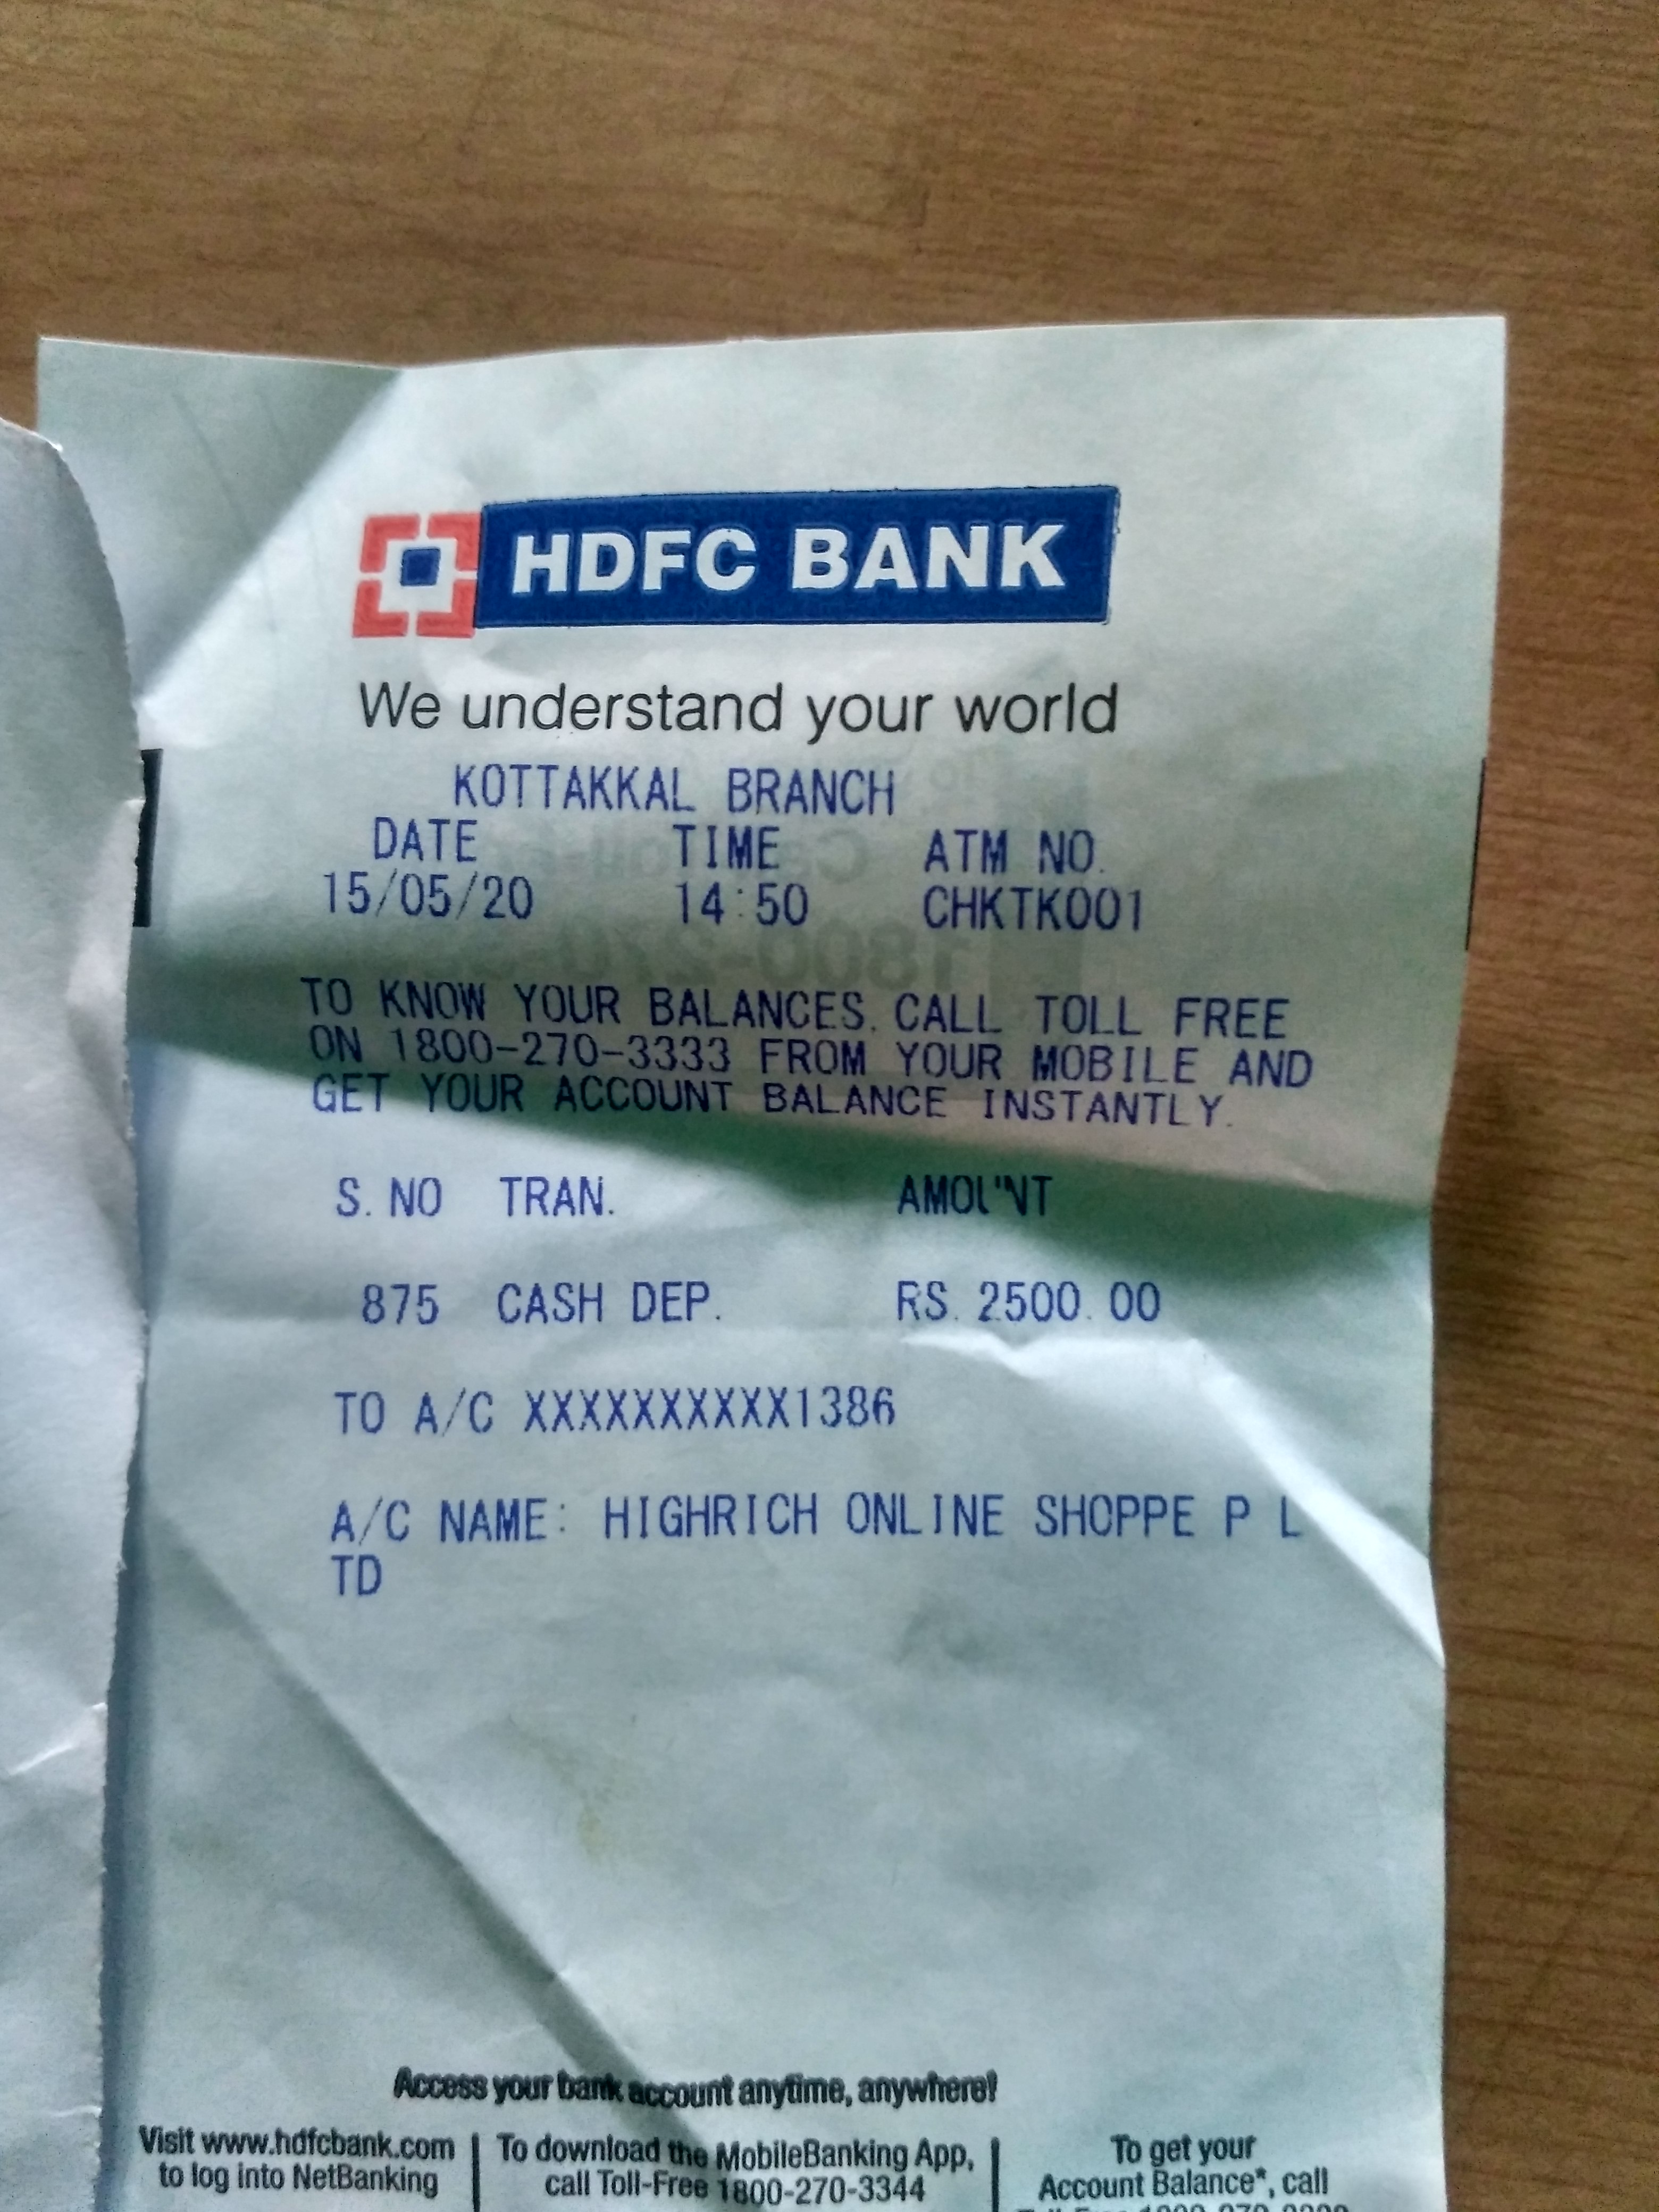 HDFC BANK
We understand your world
KOTTAKKAL BRANCH
DATE TIME ATM NO.
15/05/20 14:50 CHKTK001
TO KNOW YOUR BALANCES. CALL TOLL FREE
ON 1800-270-3333 FROM YOUR MOBILE AND
GET YOUR ACCOUNT BALANCE INSTANTLY.
S.NO TRAN. AMOUNT
875 CASH DEP. RS. 2500.00
TO A/C XXXXXXXXXX1386
A/C NAME: HIGHRICH ONLINE SHOPPE P L
TD
Access your bank account anytime, anywhere!
Visit www.hdfcbank.com
to log into NetBanking
To download the MobileBanking App,
call Toll-Free 1800-270-3344
To get your
Account Balance*, call